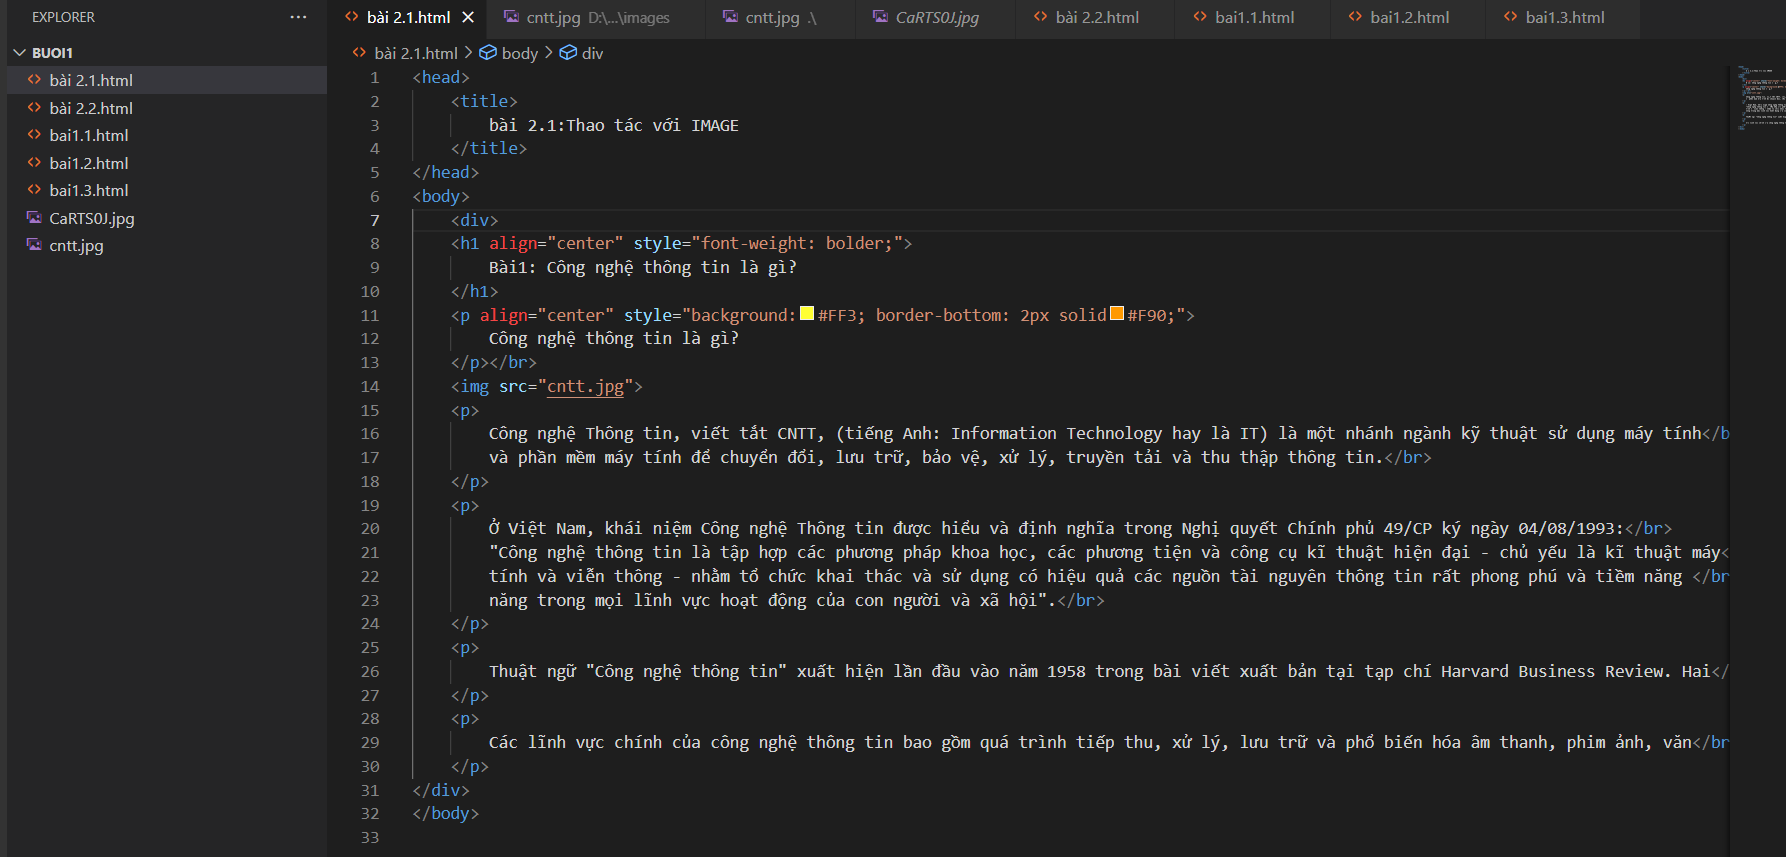 EXPLORER
BUOI1
bài 2.1.html
bài 2.2.html
bai1.1.html
bai1.2.html
bai1.3.html
CaRTS0J.jpg
cntt.jpg
bài 2.1.html
cntt.jpg D:\...\images
cntt.jpg .\
CaRTS0J.jpg
bài 2.2.html
bai1.1.html
bai1.2.html
bai1.3.html
bài 2.1.html > body > div
1 <head>
2 <title>
3 bài 2.1:Thao tác với IMAGE
4 </title>
5 </head>
6 <body>
7 <div>
8 <h1 align="center" style="font-weight: bolder;">
9 Bài1: Công nghệ thông tin là gì?
10 </h1>
11 <p align="center" style="background: #FF3; border-bottom: 2px solid #F90;">
12 Công nghệ thông tin là gì?
13 </p></br>
14 <img src="cntt.jpg">
15 <p>
16 Công nghệ Thông tin, viết tắt CNTT, (tiếng Anh: Information Technology hay là IT) là một nhánh ngành kỹ thuật sử dụng máy tính</b
17 và phần mềm máy tính để chuyển đổi, lưu trữ, bảo vệ, xử lý, truyền tải và thu thập thông tin.</br>
18 </p>
19 <p>
20 Ở Việt Nam, khái niệm Công nghệ Thông tin được hiểu và định nghĩa trong Nghị quyết Chính phủ 49/CP ký ngày 04/08/1993:</br>
21 "Công nghệ thông tin là tập hợp các phương pháp khoa học, các phương tiện và công cụ kĩ thuật hiện đại - chủ yếu là kĩ thuật máy<
22 tính và viễn thông - nhằm tổ chức khai thác và sử dụng có hiệu quả các nguồn tài nguyên thông tin rất phong phú và tiềm năng </br
23 năng trong mọi lĩnh vực hoạt động của con người và xã hội".</br>
24 </p>
25 <p>
26 Thuật ngữ "Công nghệ thông tin" xuất hiện lần đầu vào năm 1958 trong bài viết xuất bản tại tạp chí Harvard Business Review. Hai</
27 </p>
28 <p>
29 Các lĩnh vực chính của công nghệ thông tin bao gồm quá trình tiếp thu, xử lý, lưu trữ và phổ biến hóa âm thanh, phim ảnh, văn</br
30 </p>
31 </div>
32 </body>
33